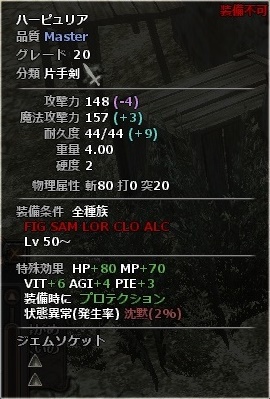 ハーピュリア
装備不可
品質 Master
グレード 20
分類 片手剣
攻撃力 148 (-4)
魔法攻撃力 157 (+3)
耐久度 44/44 (+9)
重量 4.00
硬度 2
物理属性 斬80 打0 突20
装備条件 全種族
FIG SAM LOR CLO ALC
Lv 50～
特殊効果 HP+80 MP+70
VIT+6 AGI+4 PIE+3
装備時に プロテクション
状態異常(発生率) 沈黙(2%)
ジェムソケット